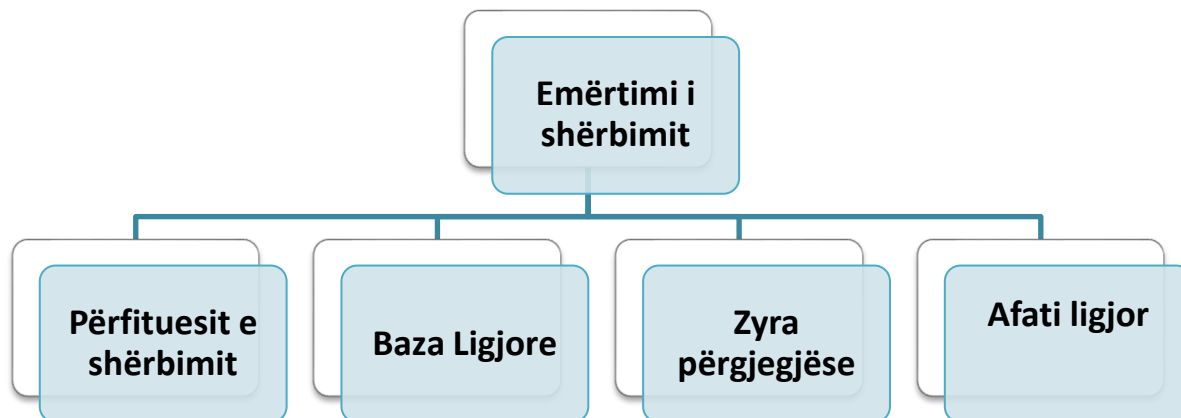 Emërtimi i
shërbimit
Përfituesit e
shërbimit
Baza Ligjore
Zyra
përgjegjëse
Afati ligjor